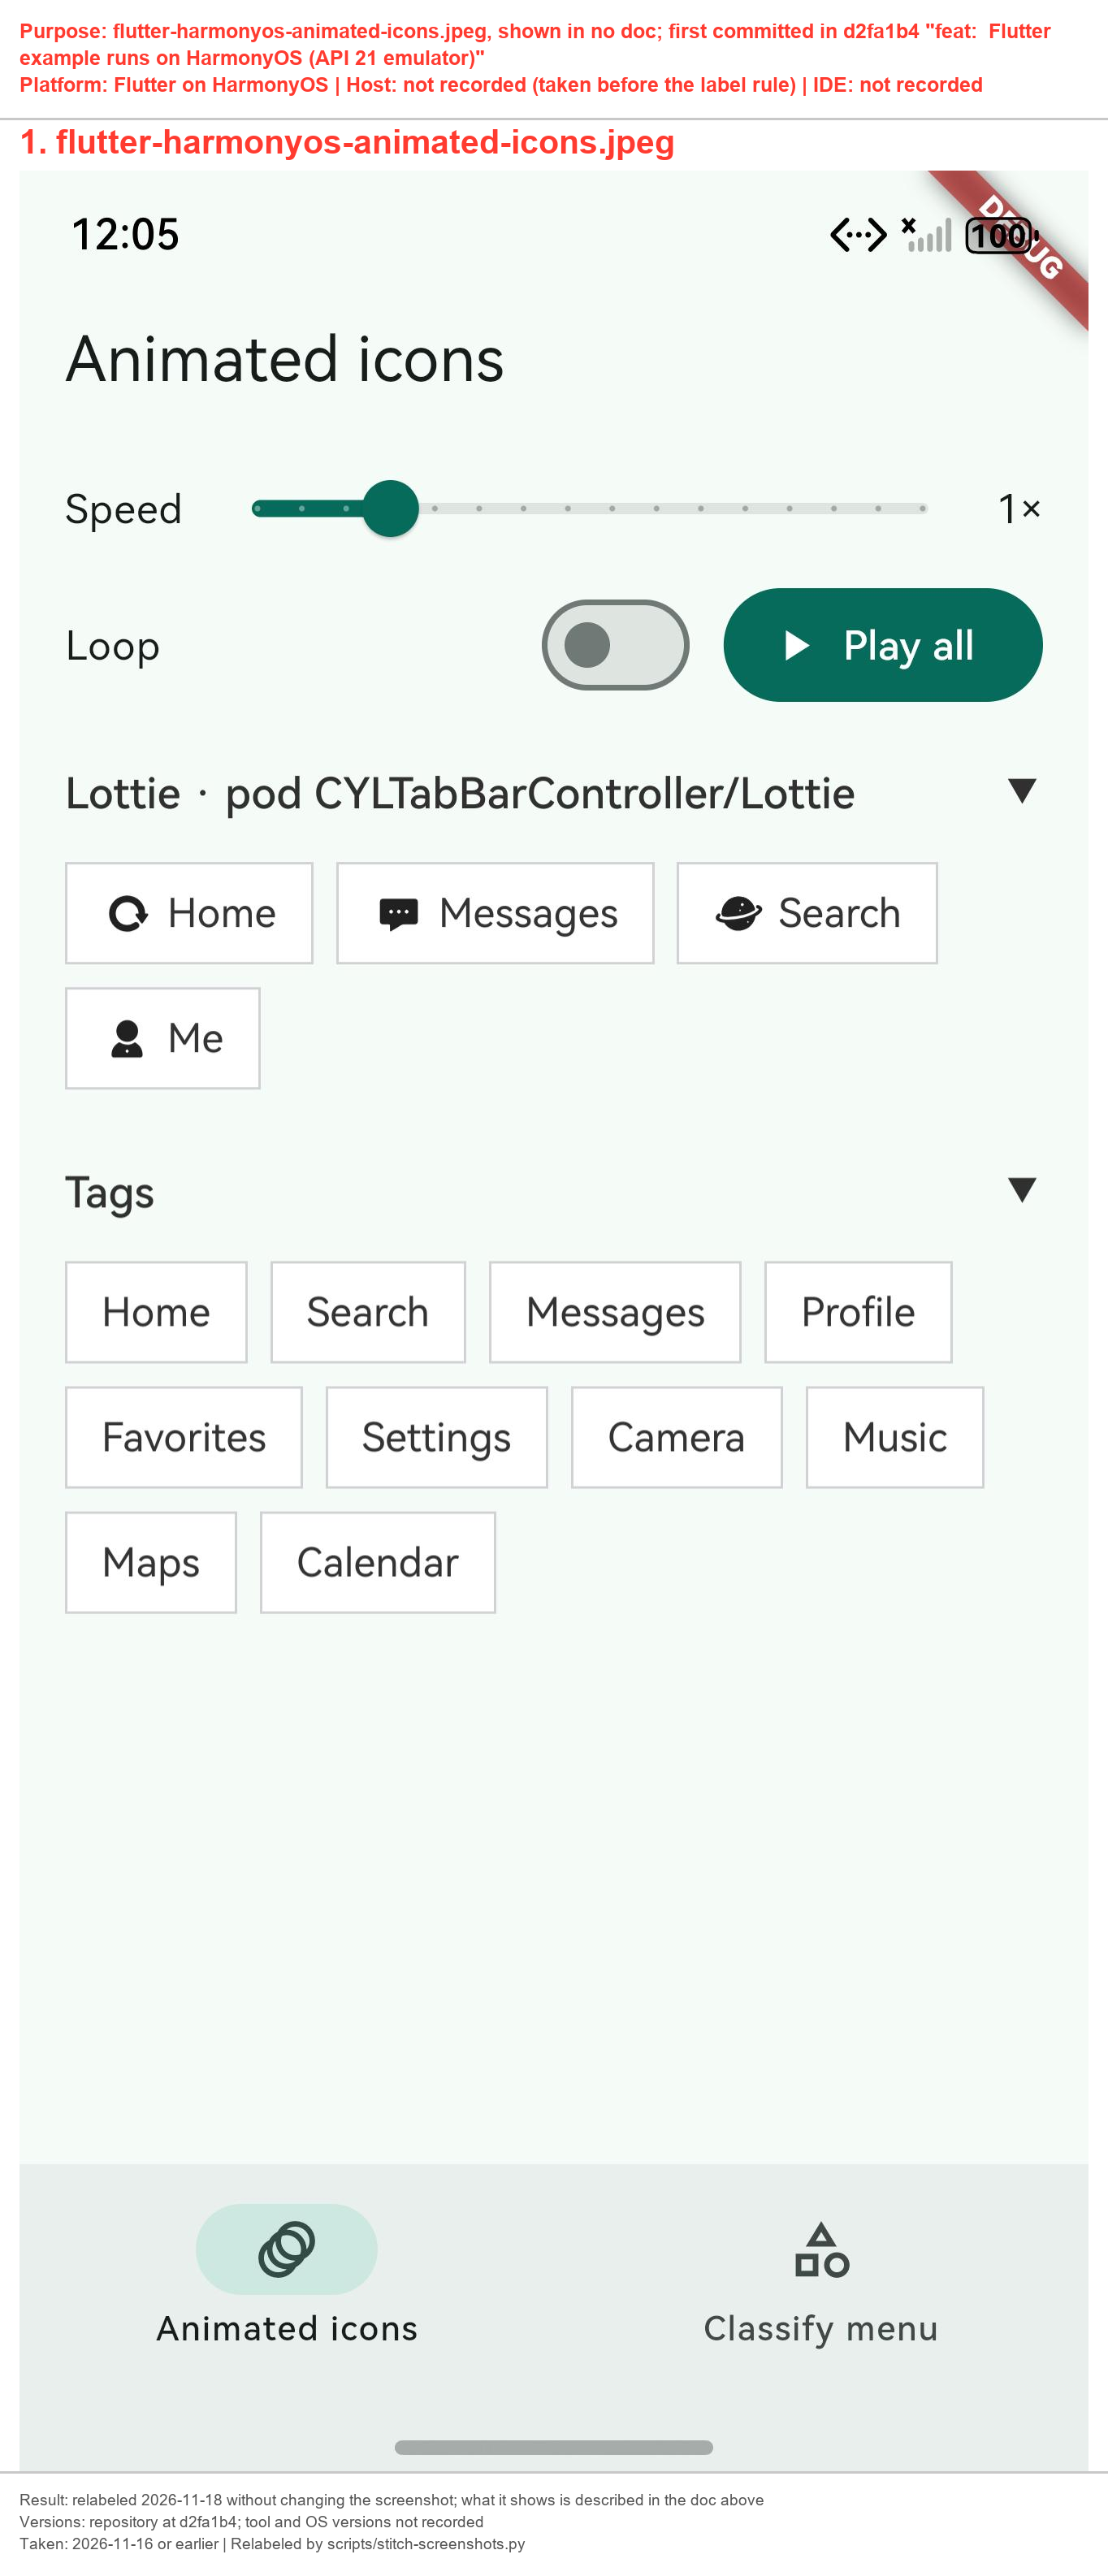 Purpose: flutter-harmonyos-animated-icons.jpeg, shown in no doc; first committed in d2fa1b4 "feat:  Flutter
example runs on HarmonyOS (API 21 emulator)"
Platform: Flutter on HarmonyOS | Host: not recorded (taken before the label rule) | IDE: not recorded
1. flutter-harmonyos-animated-icons.jpeg
12:05
100
DEBUG
Animated icons
Speed
1×
Loop
Play all
Lottie · pod CYLTabBarController/Lottie
Home
Messages
Search
Me
Tags
Home
Search
Messages
Profile
Favorites
Settings
Camera
Music
Maps
Calendar
Animated icons
Classify menu
Result: relabeled 2026-11-18 without changing the screenshot; what it shows is described in the doc above
Versions: repository at d2fa1b4; tool and OS versions not recorded
Taken: 2026-11-16 or earlier | Relabeled by scripts/stitch-screenshots.py